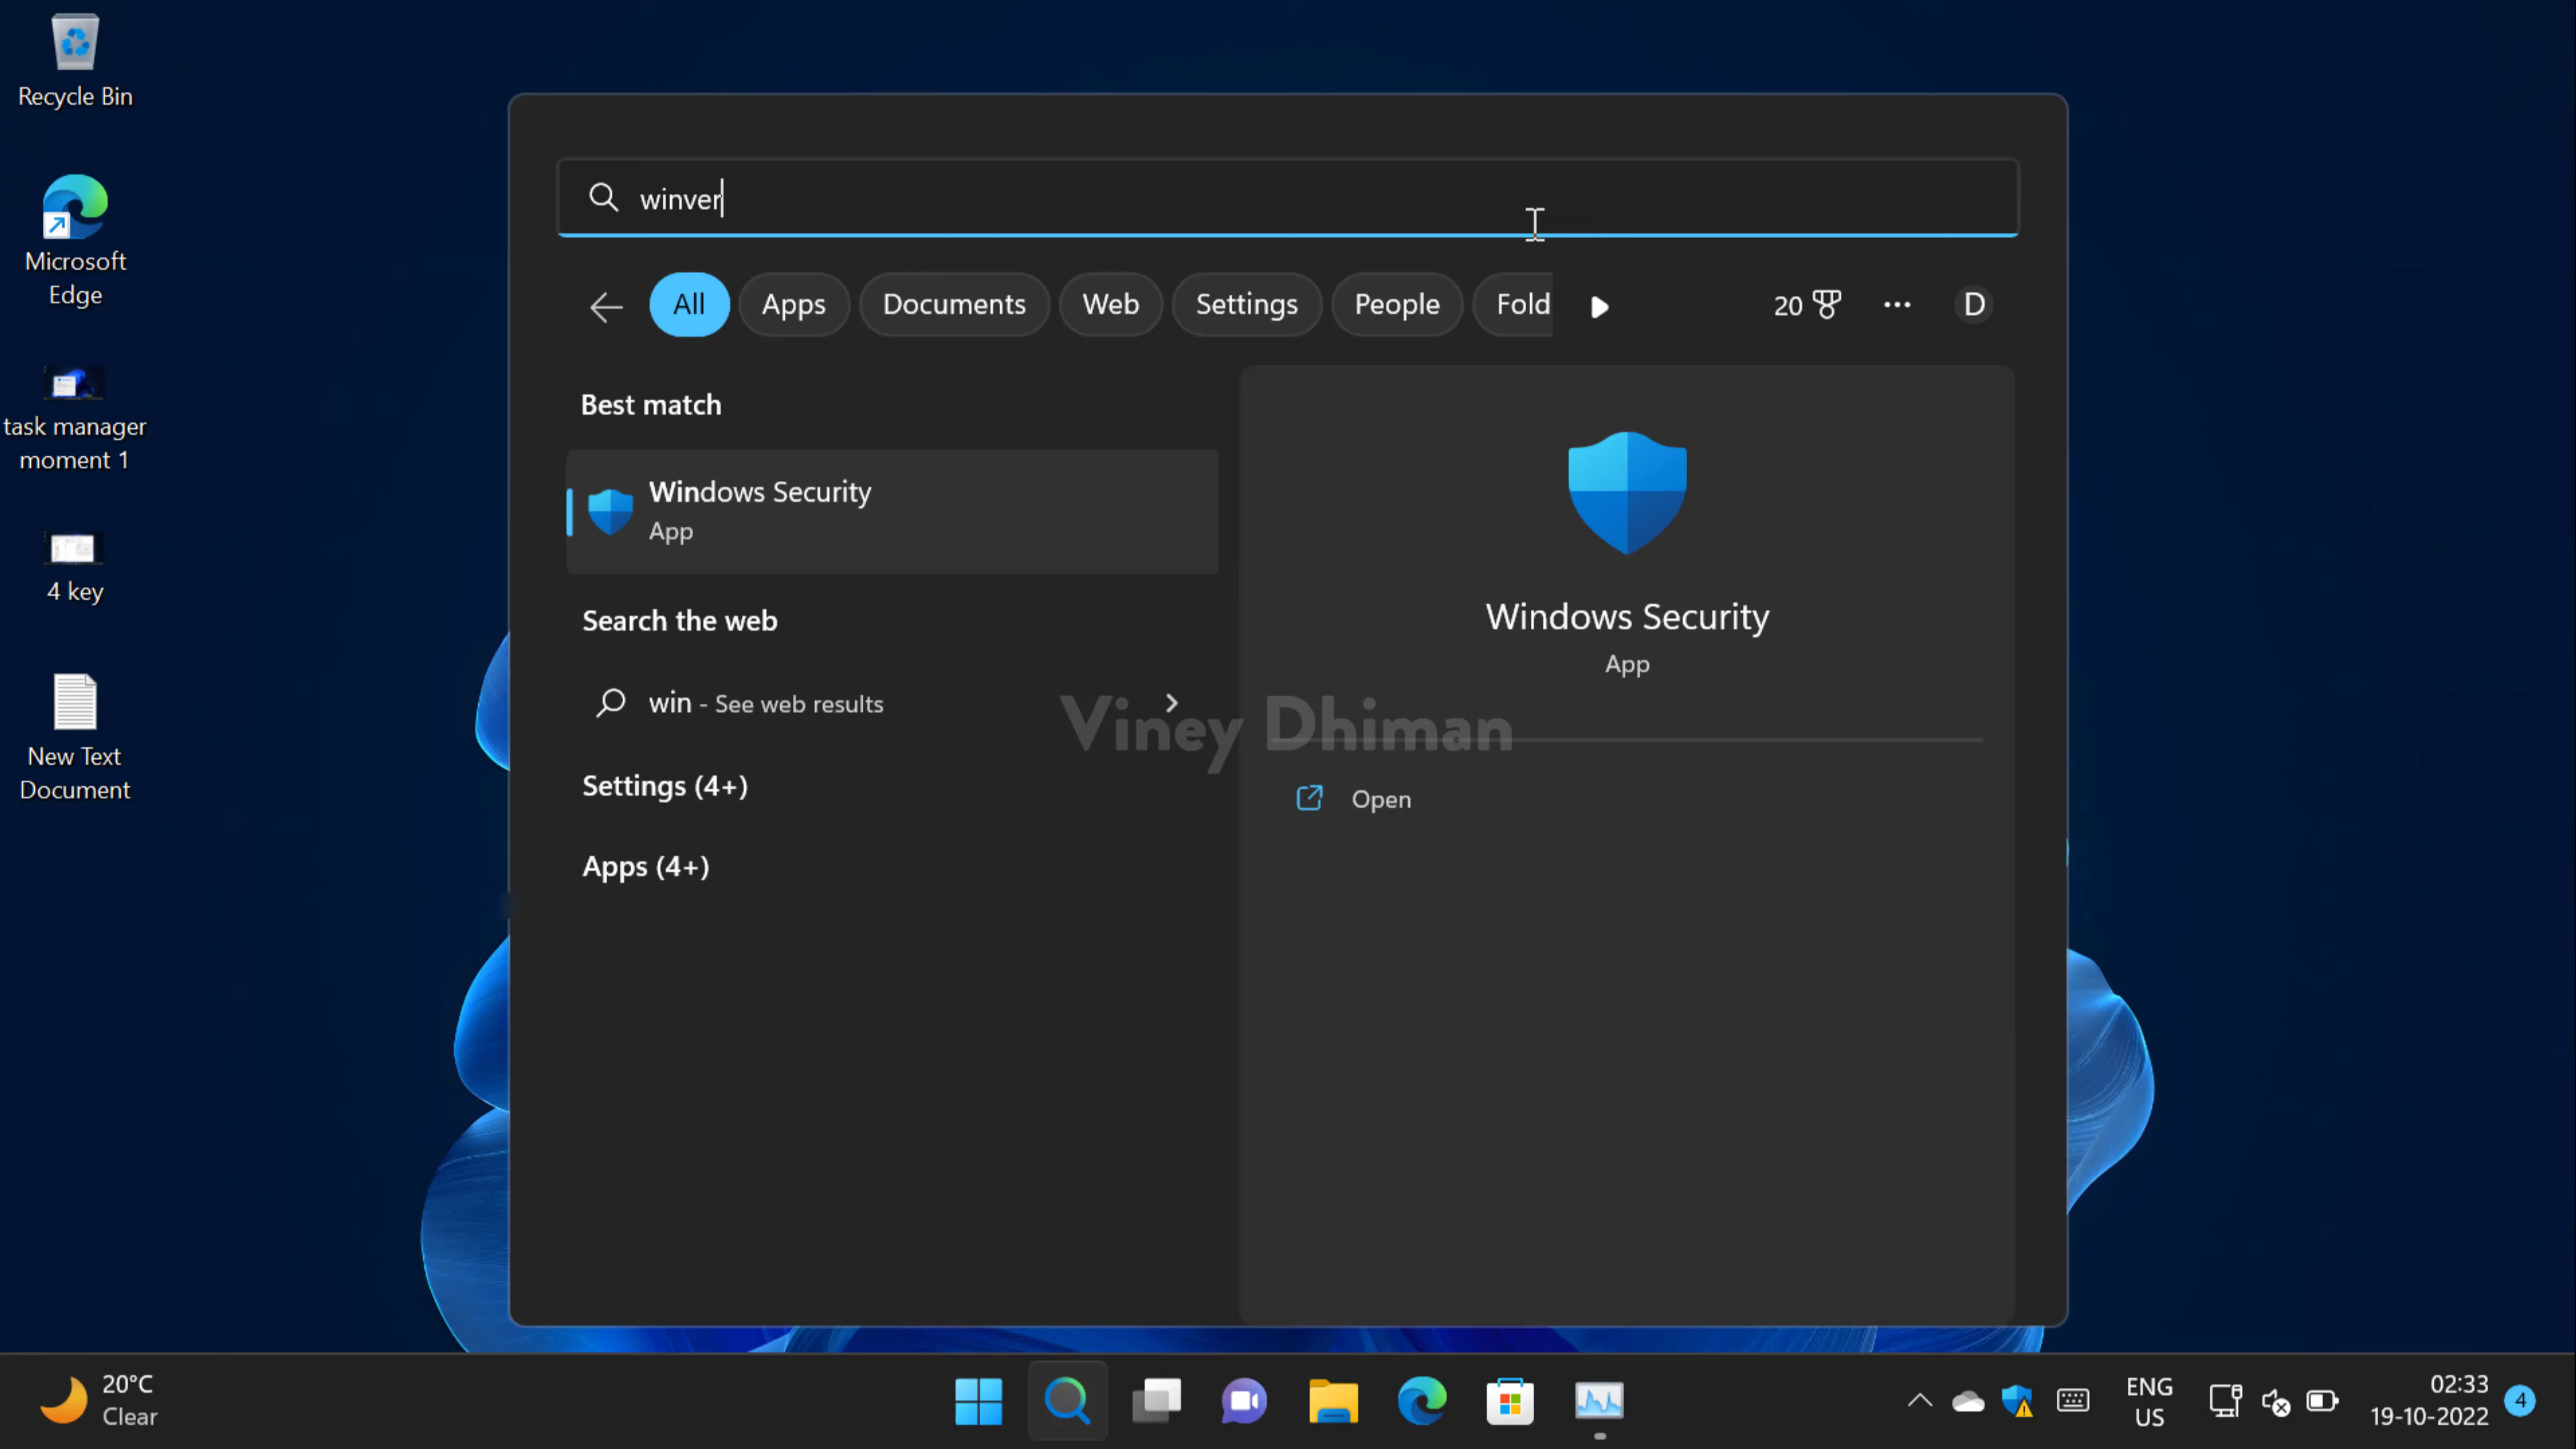 Recycle Bin
Microsoft
Edge
task manager
moment 1
4 key
New Text
Document
winver
All
Apps
Documents
Web
Settings
People
Fold
20
...
D
Best match
Windows Security
App
Search the web
win - See web results
Settings (4+)
Apps (4+)
Windows Security
App
Viney Dhiman
Open
20°C
Clear
ENG
US
02:33
19-10-2022
4